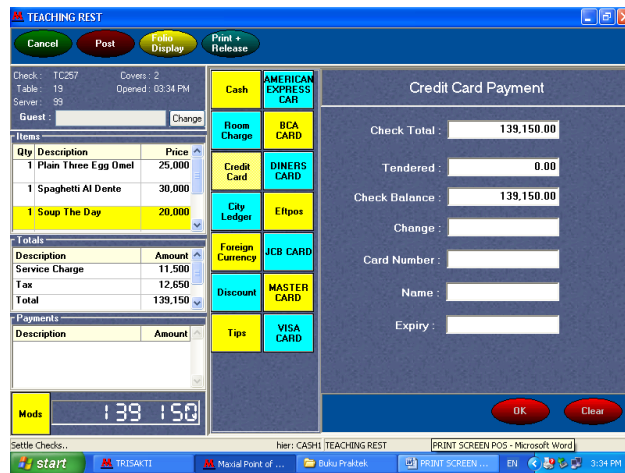 TEACHING REST
Cancel
Post
Folio Display
Print + Release
Check : TC257 Covers : 2
Table : 19 Opened : 03:34 PM
Server : 99
Guest : Change
Items
Qty Description Price
1 Plain Three Egg Omel 25,000
1 Spaghetti Al Dente 30,000
1 Soup The Day 20,000
Totals
Description Amount
Service Charge 11,500
Tax 12,650
Total 139,150
Payments
Description Amount
Mods 139 150
Cash
AMERICAN EXPRESS CAR
Room Charge
BCA CARD
Credit Card
DINERS CARD
City Ledger
Eftpos
Foreign Currency
JCB CARD
Discount
MASTER CARD
Tips
VISA CARD
Credit Card Payment
Check Total : 139,150.00
Tendered : 0.00
Check Balance : 139,150.00
Change :
Card Number :
Name :
Expiry :
OK
Clear
Settle Checks..
hier: CASH1 TEACHING REST
PRINT SCREEN POS - Microsoft Word
start
TRISAKTI
Maxial Point of ...
Buku Praktek
PRINT SCREEN ...
EN
3:34 PM